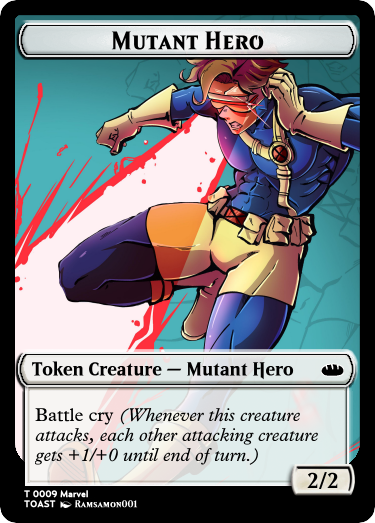 Mutant Hero
Token Creature — Mutant Hero
Battle cry (Whenever this creature
attacks, each other attacking creature
gets +1/+0 until end of turn.)
2/2
T 0009 Marvel
TOAST Ramsamon001